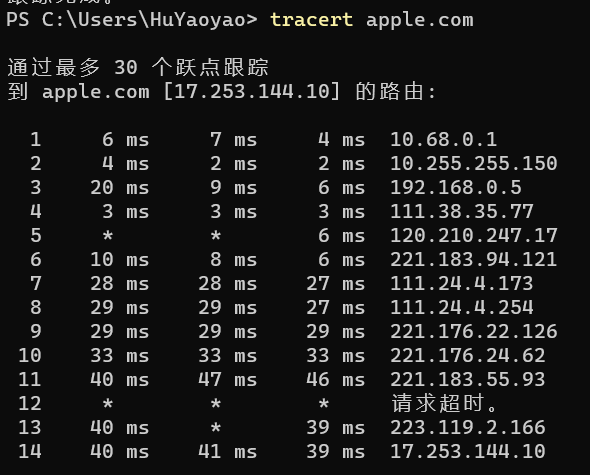 跟踪完成。
PS C:\Users\HuYaoyao> tracert apple.com
通过最多 30 个跃点跟踪
到 apple.com [17.253.144.10] 的路由:
1 6 ms 7 ms 4 ms 10.68.0.1
2 4 ms 2 ms 2 ms 10.255.255.150
3 20 ms 9 ms 6 ms 192.168.0.5
4 3 ms 3 ms 3 ms 111.38.35.77
5 * * 6 ms 120.210.247.17
6 10 ms 8 ms 6 ms 221.183.94.121
7 28 ms 28 ms 27 ms 111.24.4.173
8 29 ms 29 ms 27 ms 111.24.4.254
9 29 ms 29 ms 29 ms 221.176.22.126
10 33 ms 33 ms 33 ms 221.176.24.62
11 40 ms 47 ms 46 ms 221.183.55.93
12 * * * 请求超时。
13 40 ms * 39 ms 223.119.2.166
14 40 ms 41 ms 39 ms 17.253.144.10